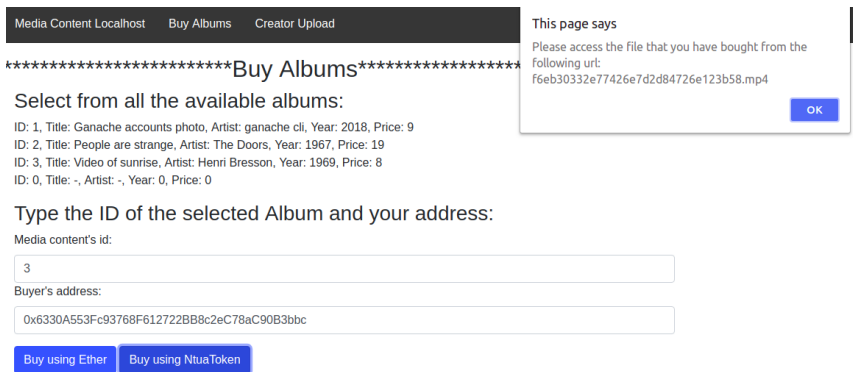 Media Content Localhost Buy Albums Creator Upload
This page says
Please access the file that you have bought from the
following url:
f6eb30332e77426e7d2d84726e123b58.mp4
OK
**************************Buy Albums*******************
Select from all the available albums:
ID: 1, Title: Ganache accounts photo, Artist: ganache cli, Year: 2018, Price: 9
ID: 2, Title: People are strange, Artist: The Doors, Year: 1967, Price: 19
ID: 3, Title: Video of sunrise, Artist: Henri Bresson, Year: 1969, Price: 8
ID: 0, Title: -, Artist: -, Year: 0, Price: 0
Type the ID of the selected Album and your address:
Media content's id:
3
Buyer's address:
0x6330A553Fc93768F612722BB8c2eC78aC90B3bbc
Buy using Ether Buy using NtuaToken